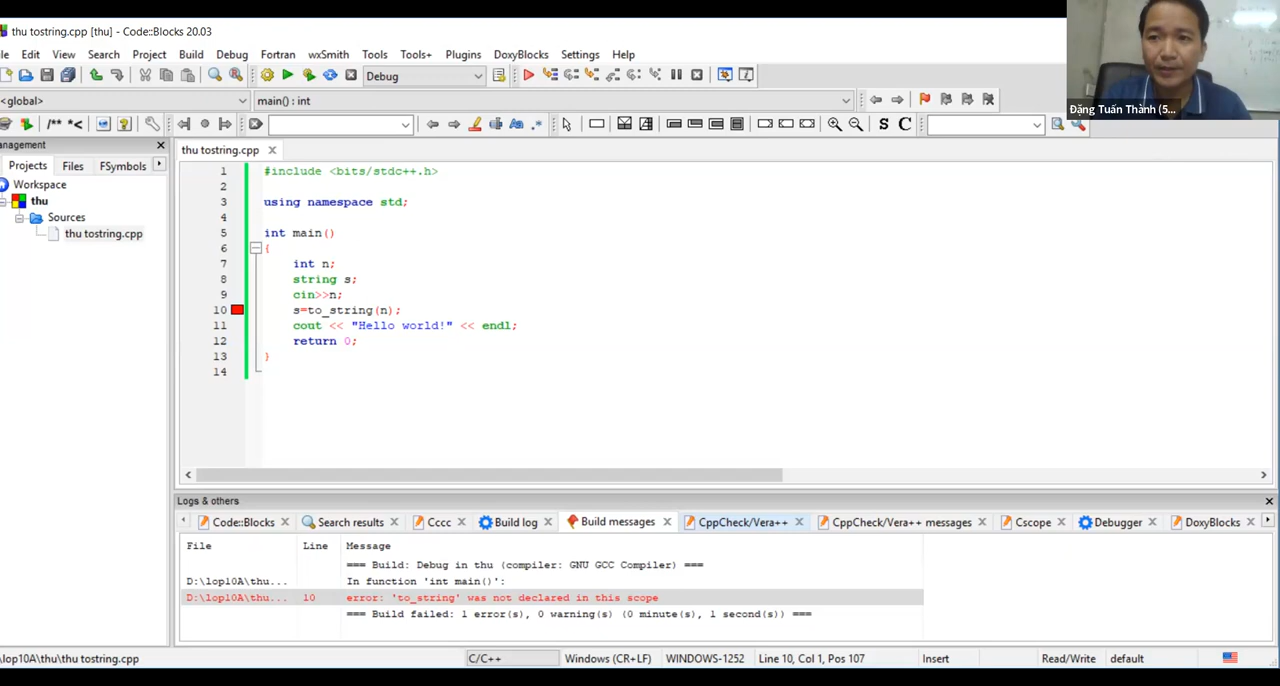 thu tostring.cpp [thu] - Code::Blocks 20.03
Edit View Search Project Build Debug Fortran wxSmith Tools Tools+ Plugins DoxyBlocks Settings Help
Debug
Đặng Tuấn Thành (5...
<global> main() : int
/** *< Aa .* S C
anagement
thu tostring.cpp
Projects Files FSymbols
Workspace
thu
Sources
thu tostring.cpp
1 #include <bits/stdc++.h>
2
3 using namespace std;
4
5 int main()
6 {
7 int n;
8 string s;
9 cin>>n;
10 s=to_string(n);
11 cout << "Hello world!" << endl;
12 return 0;
13 }
14
Logs & others
Code::Blocks Search results Cccc Build log Build messages CppCheck/Vera++ CppCheck/Vera++ messages Cscope Debugger DoxyBlocks
File Line Message
=== Build: Debug in thu (compiler: GNU GCC Compiler) ===
D:\lop10A\thu... In function 'int main()':
D:\lop10A\thu... 10 error: 'to_string' was not declared in this scope
=== Build failed: 1 error(s), 0 warning(s) (0 minute(s), 1 second(s)) ===
\lop10A\thu\thu tostring.cpp C/C++ Windows (CR+LF) WINDOWS-1252 Line 10, Col 1, Pos 107 Insert Read/Write default